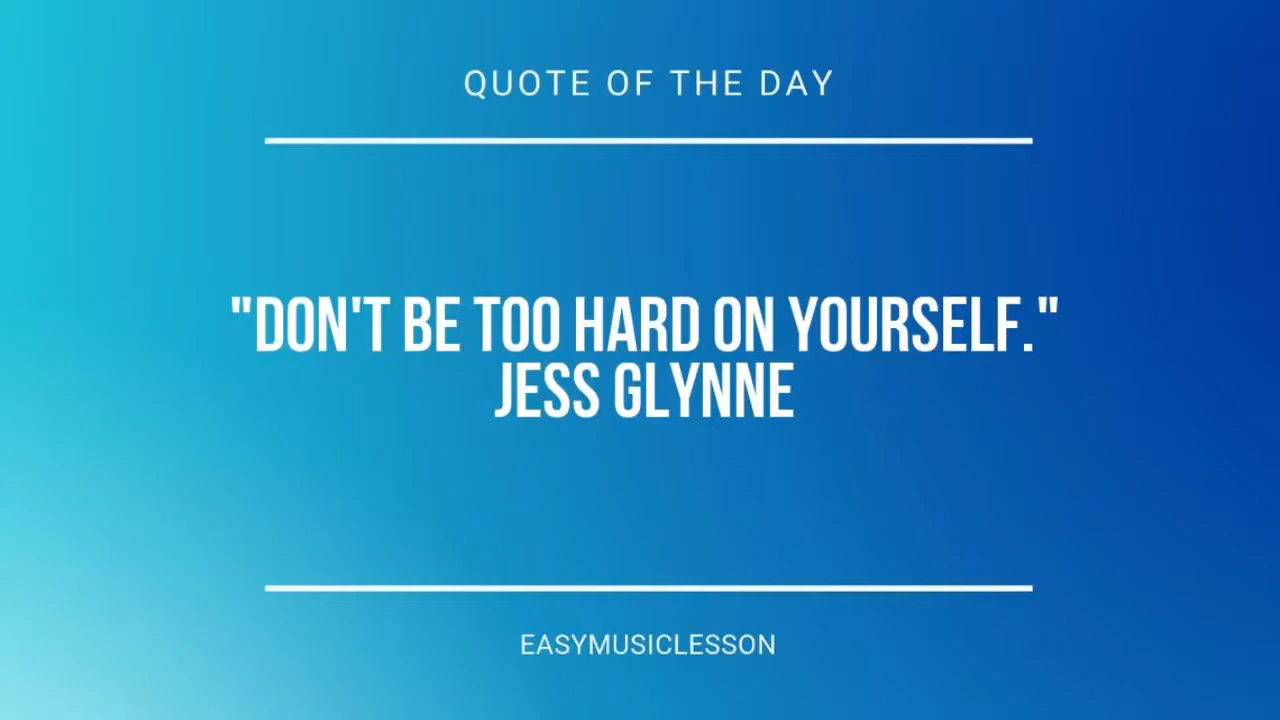 QUOTE OF THE DAY
"DON'T BE TOO HARD ON YOURSELF."
JESS GLYNNE
EASYMUSICLESSON